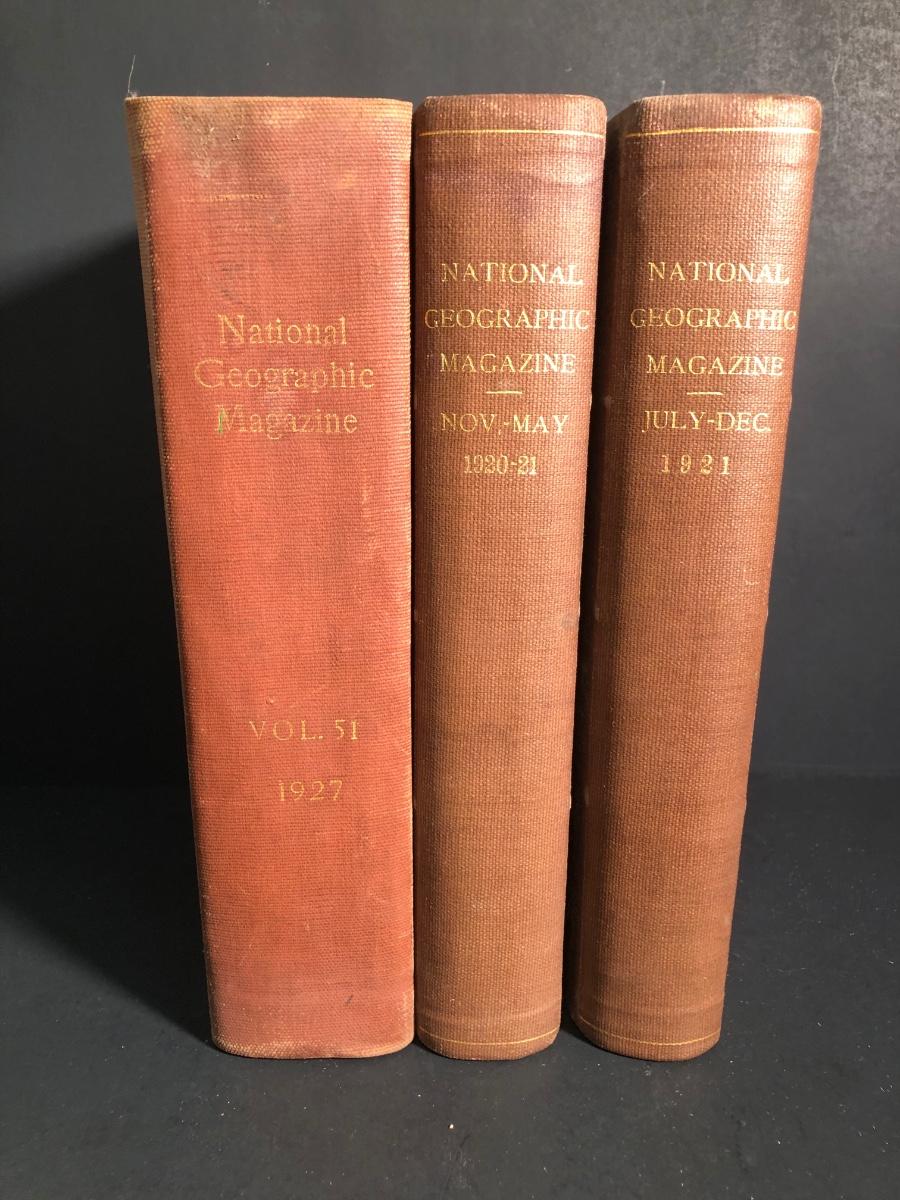 National
Geographic
Magazine
VOL. 51
1927
NATIONAL
GEOGRAPHIC
MAGAZINE
NOV.-MAY
1920-21
NATIONAL
GEOGRAPHIC
MAGAZINE
JULY-DEC.
1921